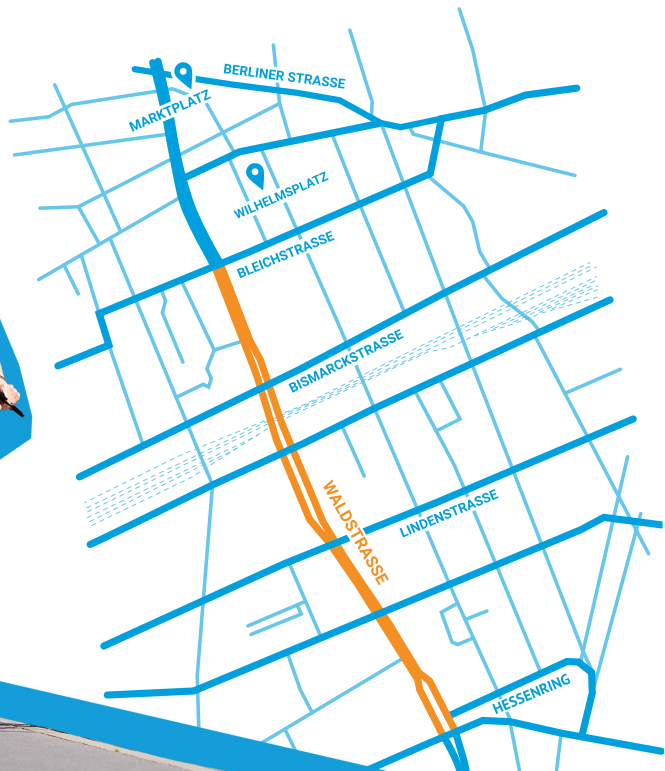 BERLINER STRASSE
MARKTPLATZ
WILHELMSPLATZ
BLEICHSTRASSE
BISMARCKSTRASSE
WALDSTRASSE
LINDENSTRASSE
HESSENRING